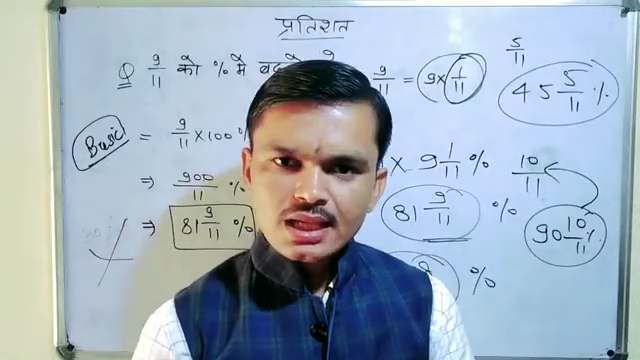 प्रतिशत
Q 9/11 को % में
Basic = 9/11 × 100
⇒ 900/11 %
⇒ 81 9/11 %
9/11 = 9 × 1/11
× 9 1/11 %
81 9/11 %
%
5/11
45 5/11 %
10/11
90 10/11 %